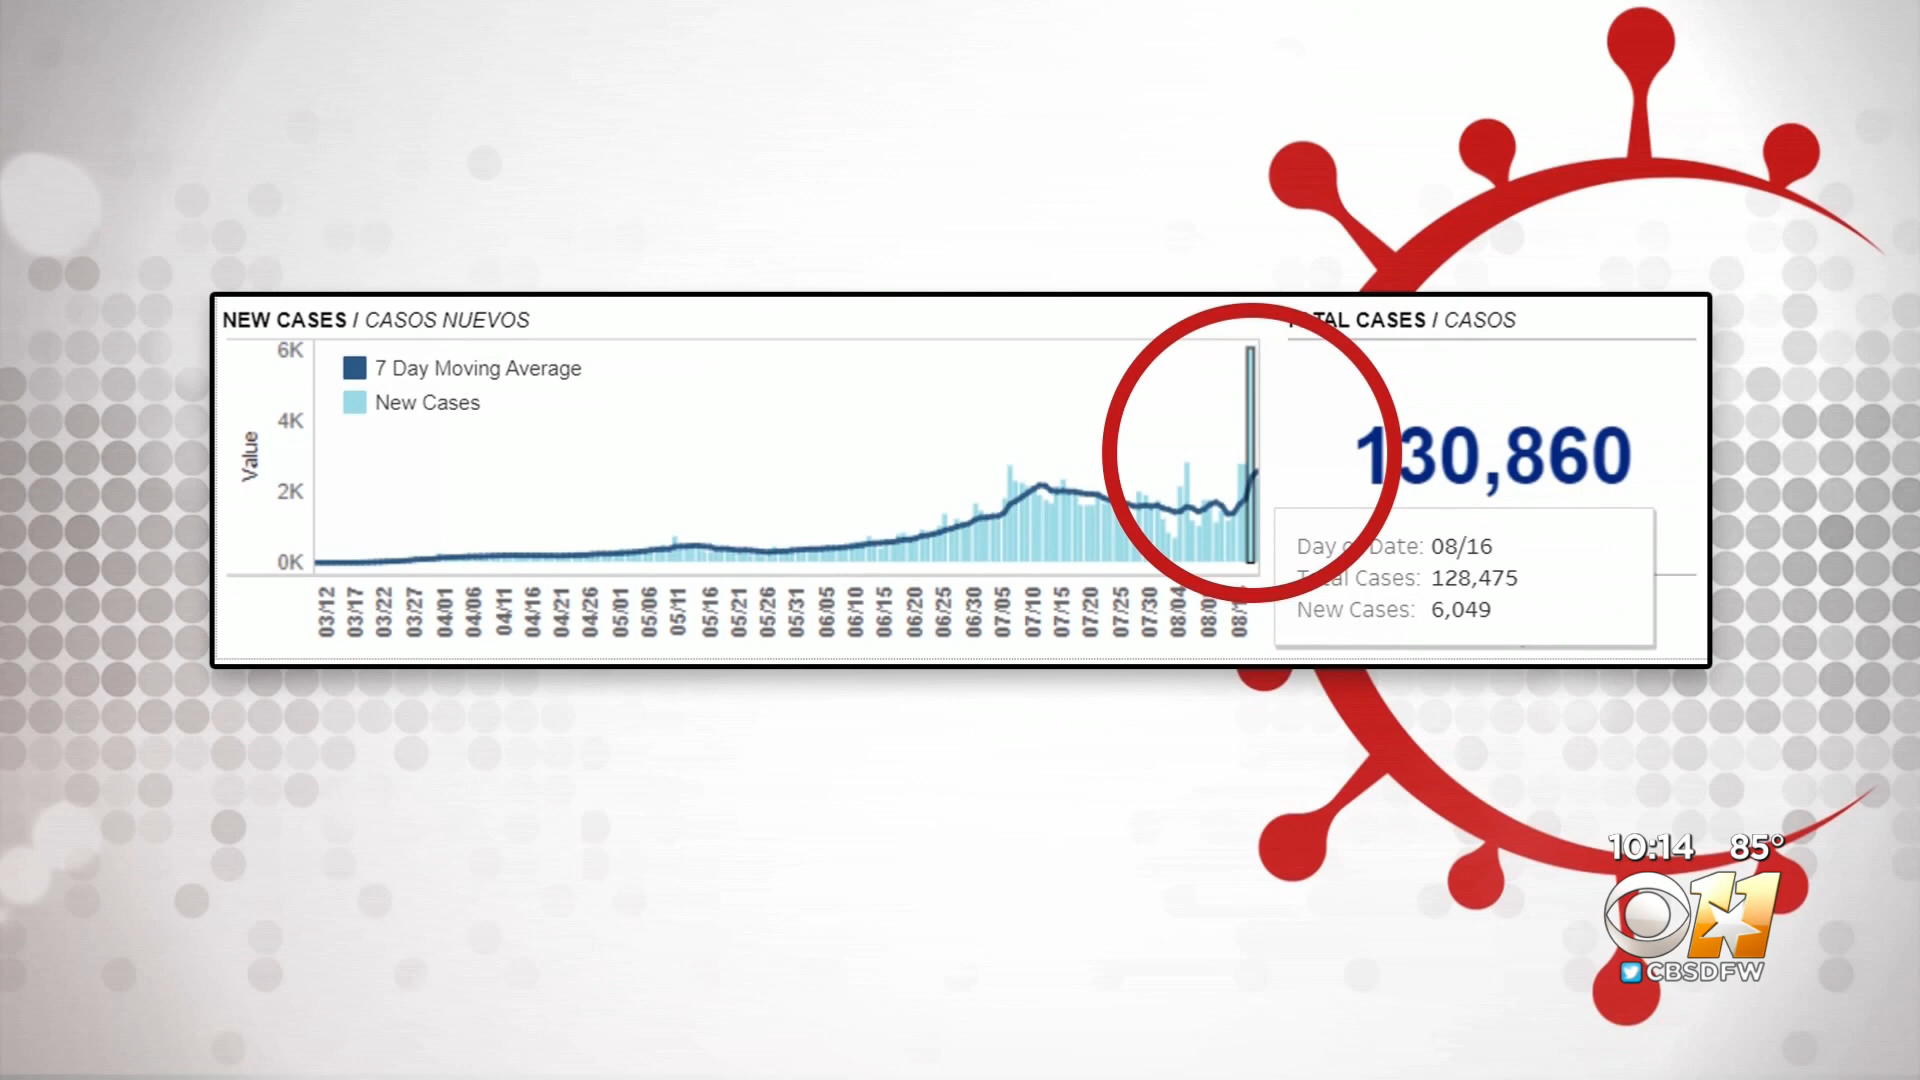 NEW CASES / CASOS NUEVOS
6K
4K
2K
0K
Value
7 Day Moving Average
New Cases
03/12 03/17 03/22 03/27 04/01 04/06 04/11 04/16 04/21 04/26 05/01 05/06 05/11 05/16 05/21 05/26 05/31 06/05 06/10 06/15 06/20 06/25 06/30 07/05 07/10 07/15 07/20 07/25 07/30 08/04
TOTAL CASES / CASOS
130,860
Day of Date: 08/16
Total Cases: 128,475
New Cases: 6,049
10:14 85°
11
CBSDFW